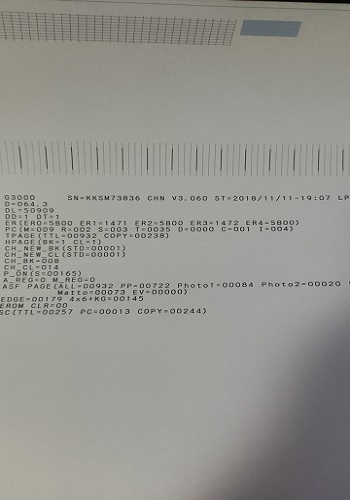 G3000 SN=KKSM73836 CHN V3.060 ST=2018/11/11-19:07 LP
D=064.3
DL=50909
DD=1 DT=1
ER(ER0=5B00 ER1=1471 ER2=5B00 ER3=1472 ER4=5B00)
PC(M=009 R=002 S=003 T=0035 D=0000 C=001 I=004)
TPAGE(TTL=00932 COPY=00238)
HPAGE(BK=1 CL=1)
CH_NEW_BK(STD=00001)
CH_NEW_CL(STD=00001)
CH_BK=008
CH_CL=014
P_ON(S=00165)
A_REG=0 M_REG=0
ASF PAGE(ALL=00932 PP=00722 Photo1=00084 Photo2=00020
Matto=00073 EV=00000)
EDGE=00179 4x6+KG=00145
EROM CLR=00
SC(TTL=00257 PC=00013 COPY=00244)